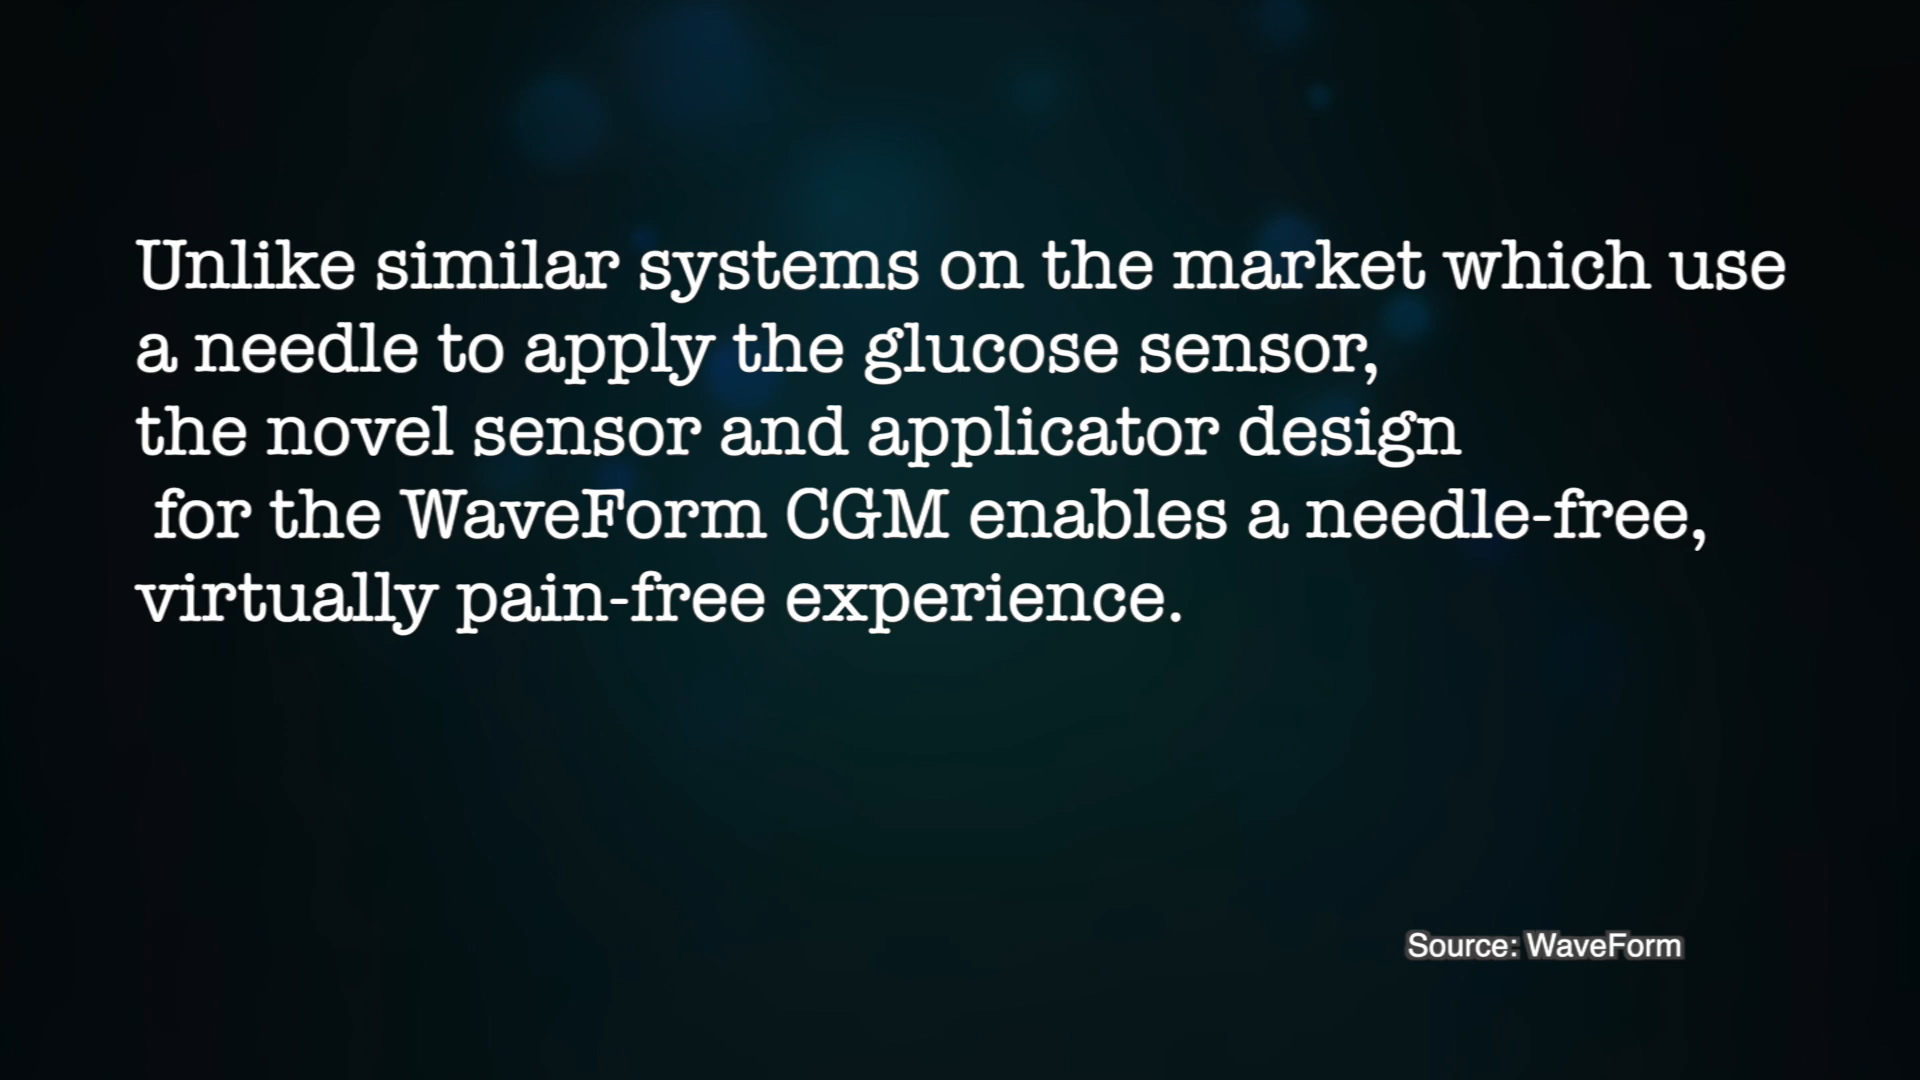 Unlike similar systems on the market which use
a needle to apply the glucose sensor,
the novel sensor and applicator design
for the WaveForm CGM enables a needle-free,
virtually pain-free experience.
Source: WaveForm